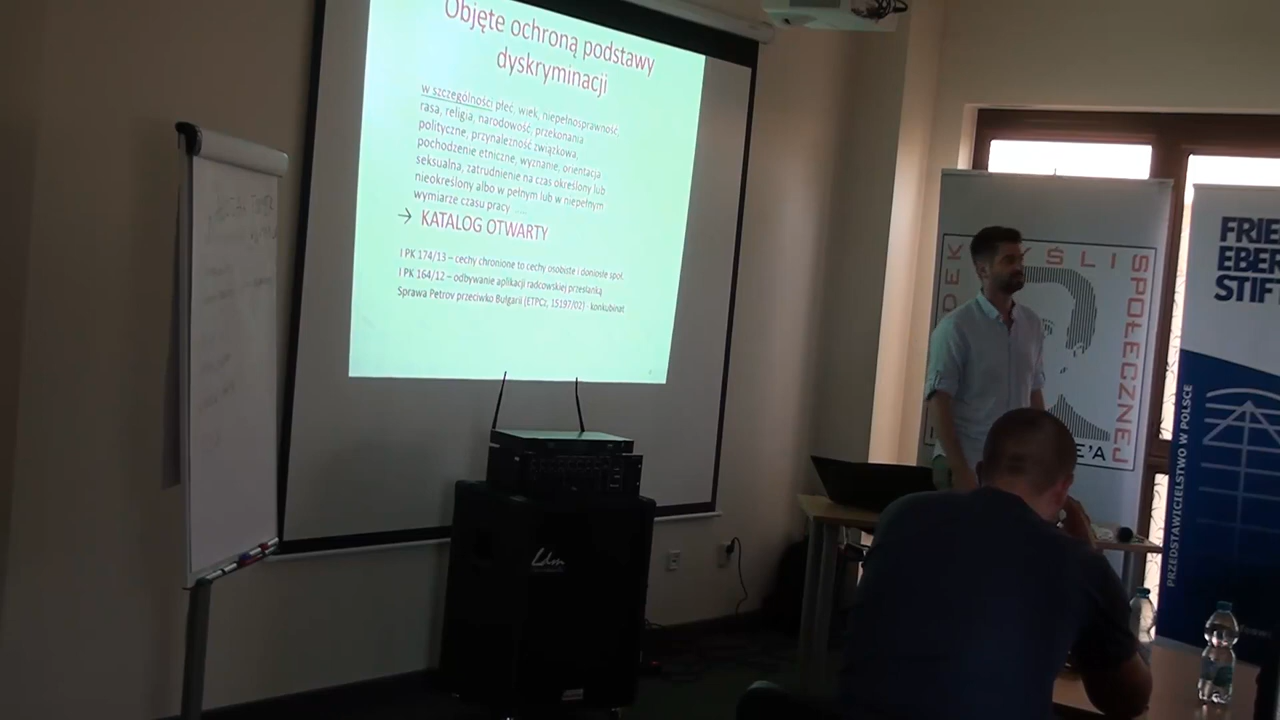 Objęte ochroną podstawy
dyskryminacji
w szczególności płeć, wiek, niepełnosprawność,
rasa, religia, narodowość, przekonania
polityczne, przynależność związkowa,
pochodzenie etniczne, wyznanie, orientacja
seksualna, zatrudnienie na czas określony lub
nieokreślony albo w pełnym lub w niepełnym
wymiarze czasu pracy ....
→ KATALOG OTWARTY
I PK 174/13 – cechy chronione to cechy osobiste i doniosłe społ.
I PK 164/12 – odbywanie aplikacji radcowskiej przesłanką
Sprawa Petrov przeciwko Bułgarii (ETPCz, 15197/02) - konkubinat
Ldm
DEK
YŚLI
SPOŁECZNEJ
E'A
FRIE
EBER
STIFT
PRZEDSTAWICIELSTWO W POLSCE